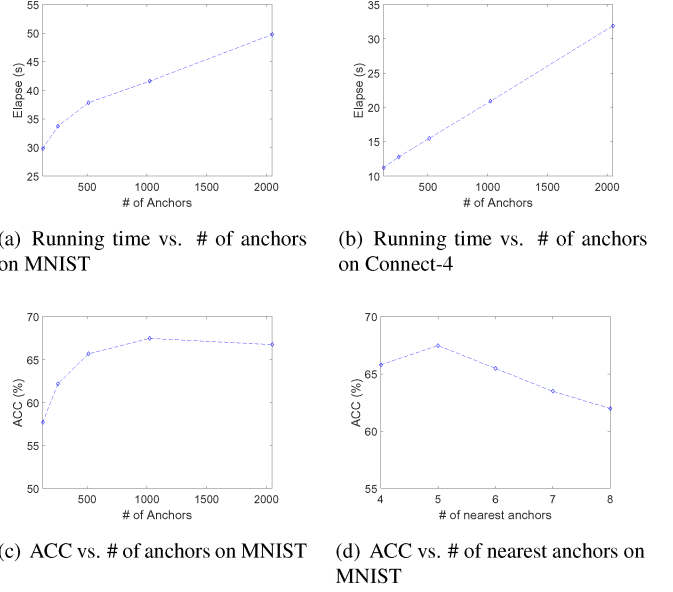 55
50
45
40
35
30
25
Elapse (s)
500 1000 1500 2000
# of Anchors
35
30
25
20
15
10
Elapse (s)
500 1000 1500 2000
# of Anchors
(a) Running time vs. # of anchors
on MNIST
(b) Running time vs. # of anchors
on Connect-4
70
65
60
55
50
ACC (%)
500 1000 1500 2000
# of Anchors
70
65
60
55
ACC (%)
4 5 6 7 8
# of nearest anchors
(c) ACC vs. # of anchors on MNIST
(d) ACC vs. # of nearest anchors on
MNIST